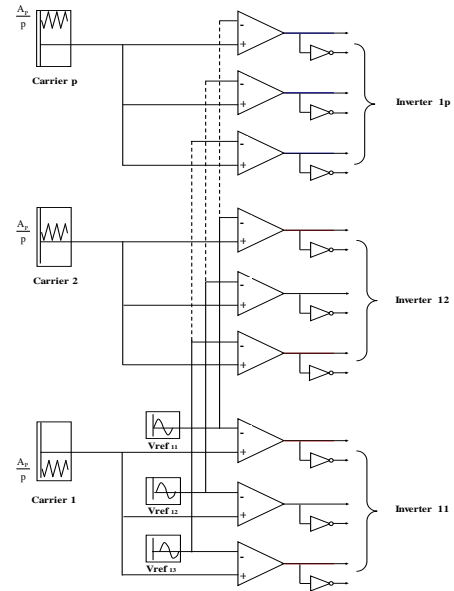 A_P
p
Carrier p
-
+
-
+
-
+
Inverter 1p
A_P
p
Carrier 2
-
+
-
+
-
+
Inverter 12
A_P
p
Carrier 1
Vref 11
Vref 12
Vref 13
-
+
-
+
-
+
Inverter 11